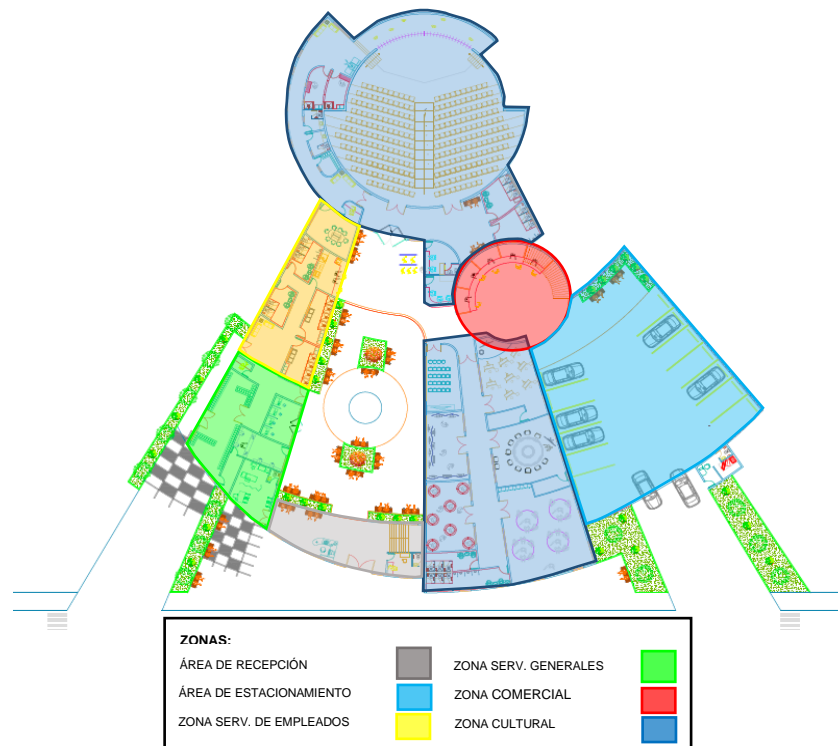 ZONAS:
ÁREA DE RECEPCIÓN
ZONA SERV. GENERALES
ÁREA DE ESTACIONAMIENTO
ZONA COMERCIAL
ZONA SERV. DE EMPLEADOS
ZONA CULTURAL